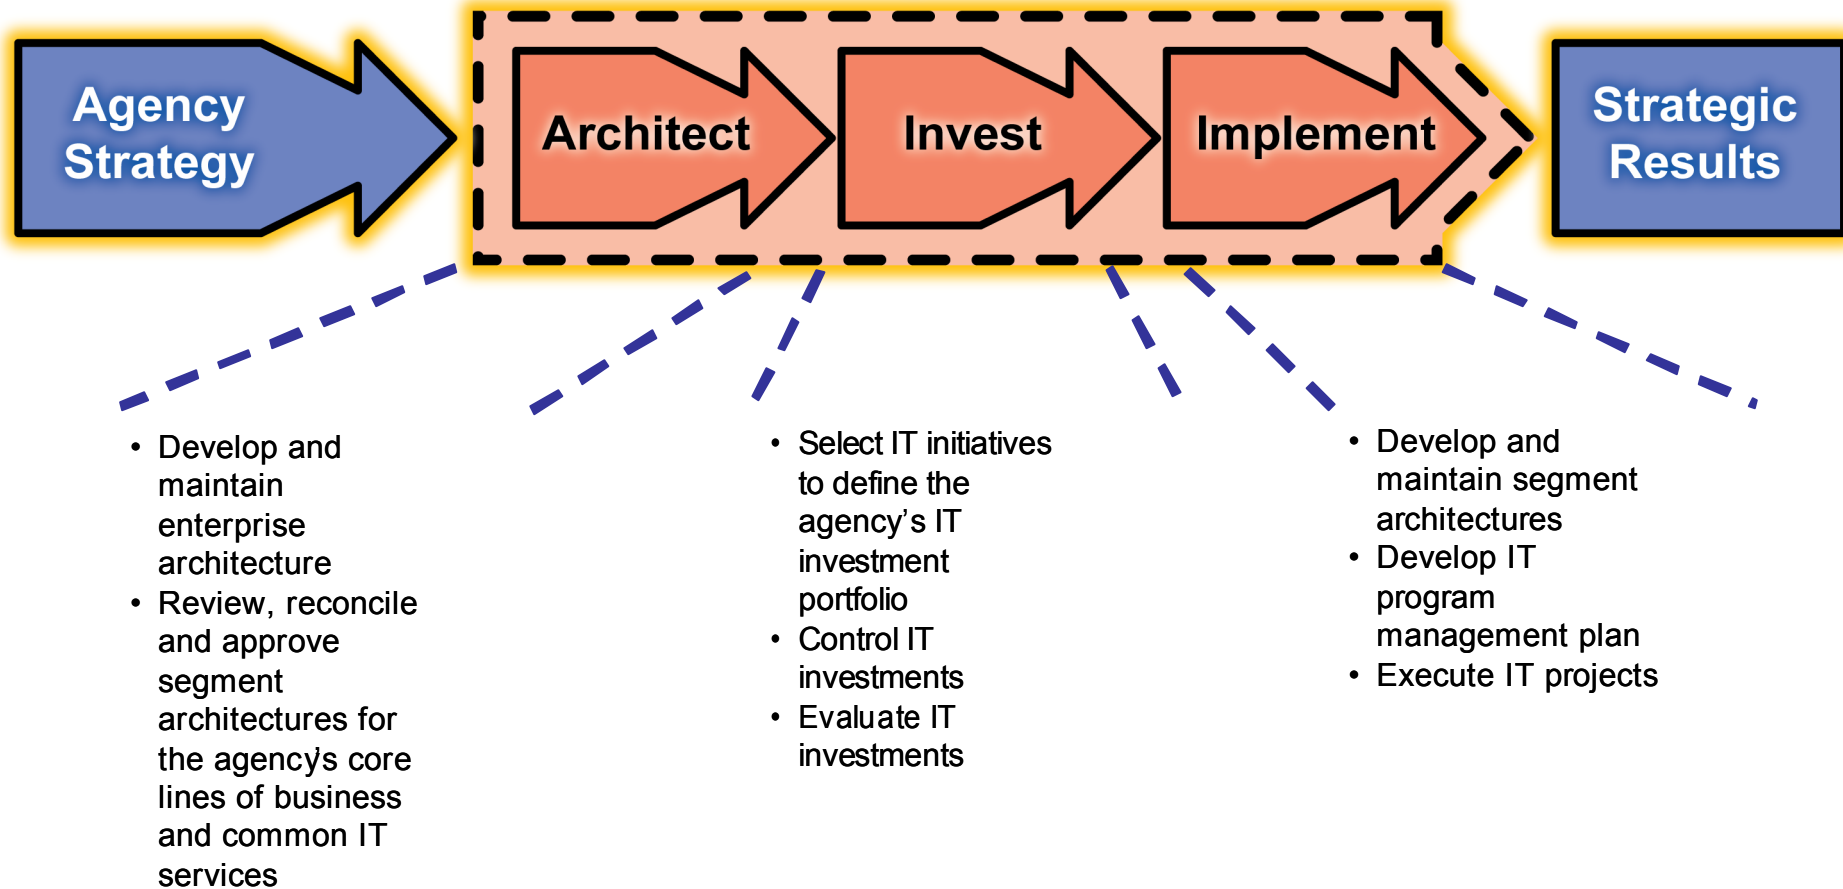 Agency
Strategy
Architect
Invest
Implement
Strategic
Results
• Develop and
maintain
enterprise
architecture
• Review, reconcile
and approve
segment
architectures for
the agency's core
lines of business
and common IT
services
• Select IT initiatives
to define the
agency’s IT
investment
portfolio
• Control IT
investments
• Evaluate IT
investments
• Develop and
maintain segment
architectures
• Develop IT
program
management plan
• Execute IT projects